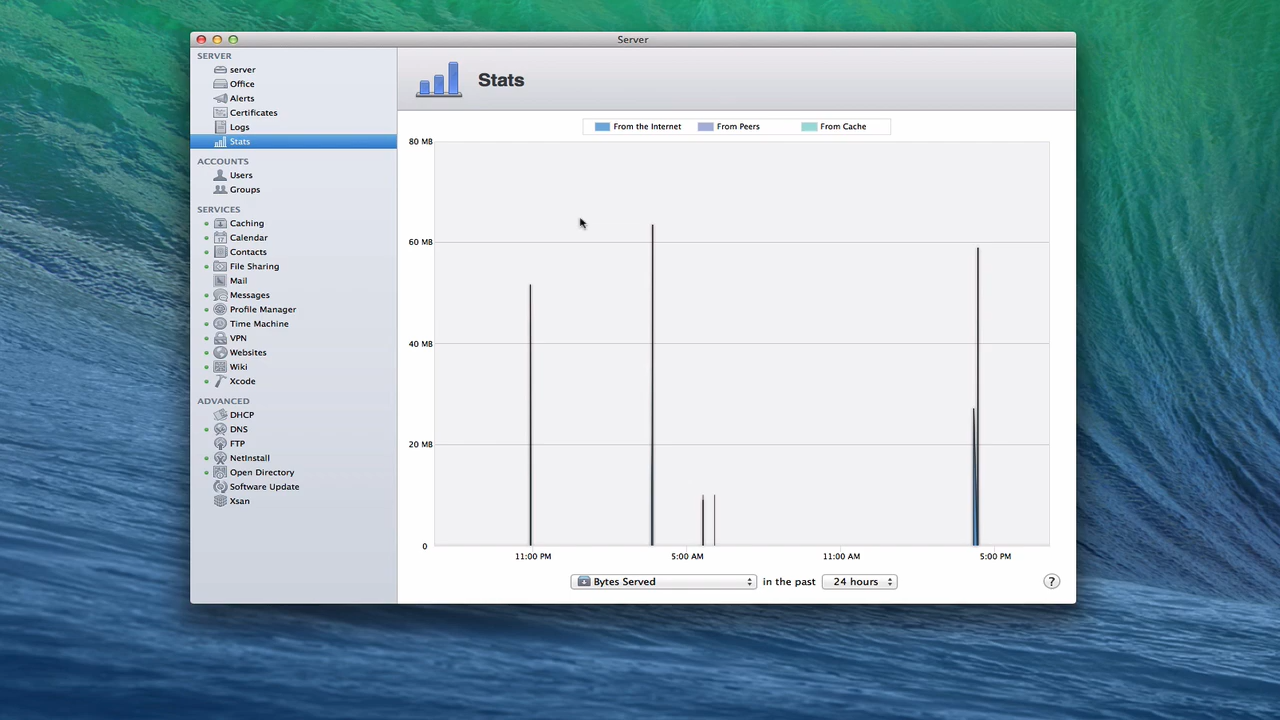 Server
SERVER
server
Office
Alerts
Certificates
Logs
Stats
ACCOUNTS
Users
Groups
SERVICES
Caching
17
Calendar
Contacts
File Sharing
Mail
Messages
Profile Manager
Time Machine
VPN
Websites
Wiki
Xcode
ADVANCED
DHCP
DNS
FTP
NetInstall
Open Directory
Software Update
Xsan
Stats
From the Internet From Peers From Cache
80 MB
60 MB
40 MB
20 MB
0
11:00 PM 5:00 AM 11:00 AM 5:00 PM
Bytes Served in the past 24 hours ?